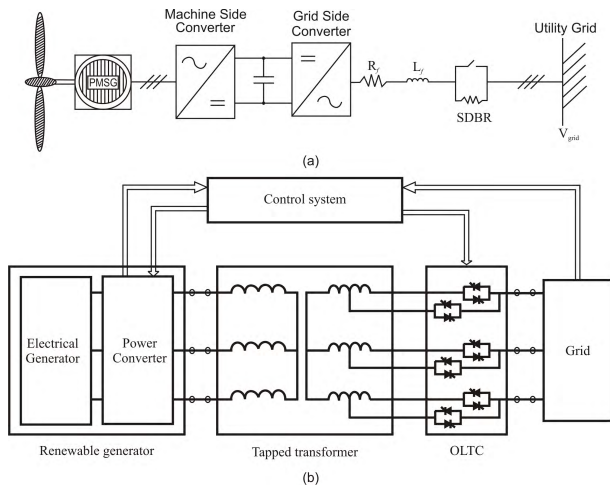 Machine Side
Converter
Grid Side
Converter
Utility Grid
PMSG
R_f
L_f
SDBR
V_grid
(a)
Control system
Electrical
Generator
Power
Converter
Grid
Renewable generator
Tapped transformer
OLTC
(b)